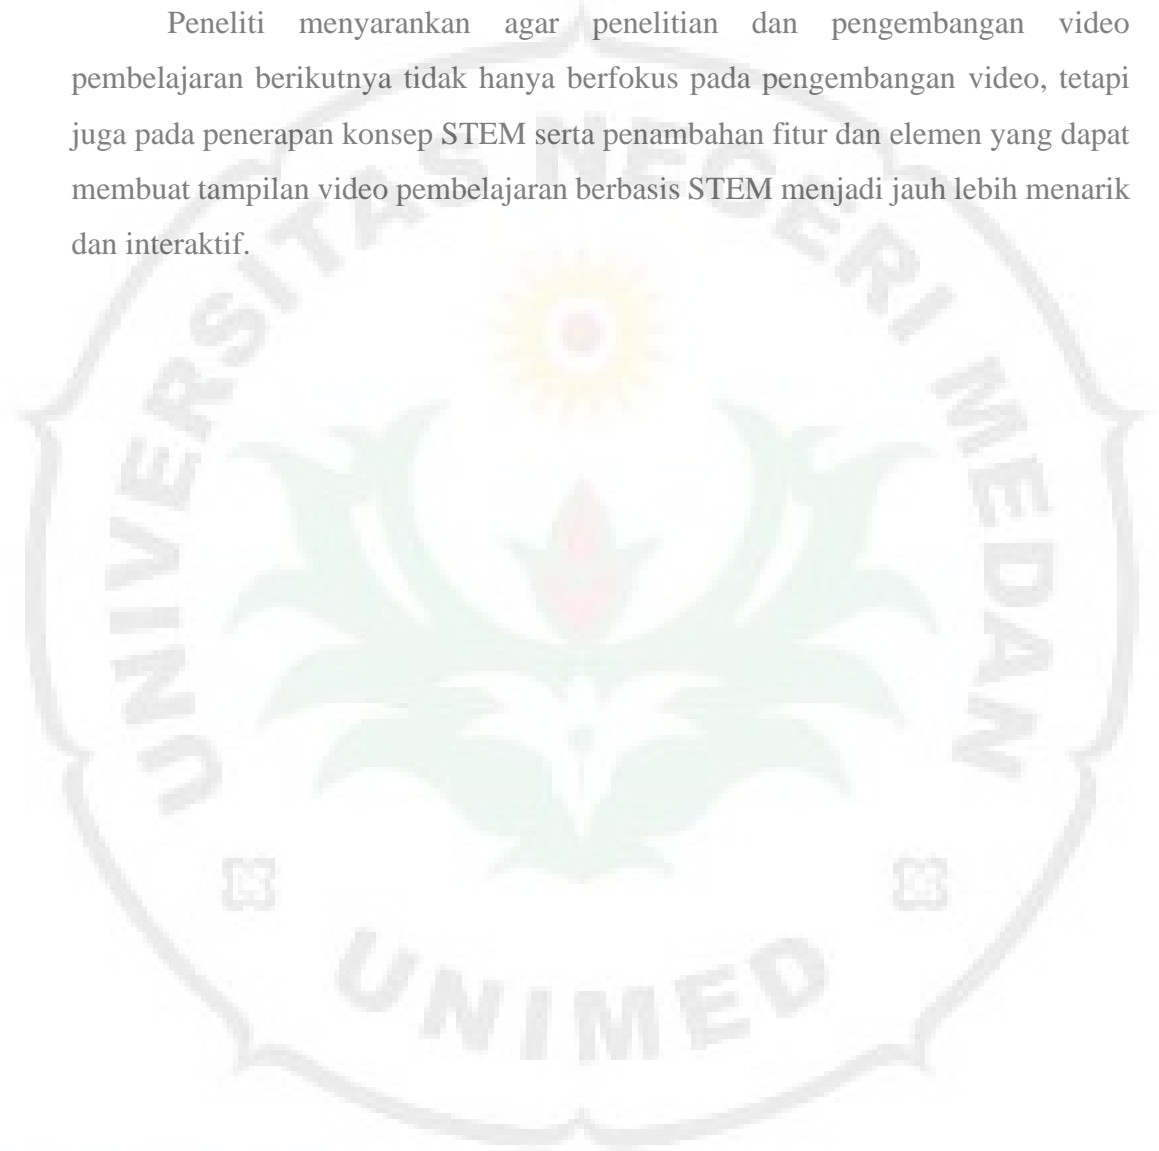 Peneliti menyarankan agar penelitian dan pengembangan video
pembelajaran berikutnya tidak hanya berfokus pada pengembangan video, tetapi
juga pada penerapan konsep STEM serta penambahan fitur dan elemen yang dapat
membuat tampilan video pembelajaran berbasis STEM menjadi jauh lebih menarik
dan interaktif.
UNIVERSITAS NEGERI MEDAN
UNIMED